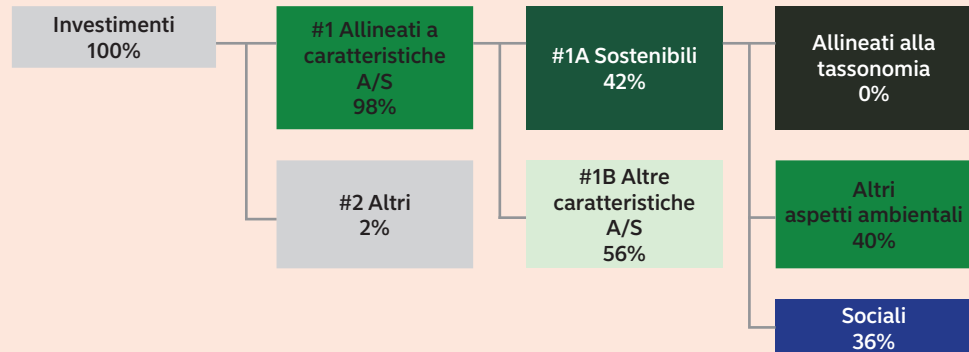 Investimenti
100%
#1 Allineati a
caratteristiche
A/S
98%
#2 Altri
2%
#1A Sostenibili
42%
#1B Altre
caratteristiche
A/S
56%
Allineati alla
tassonomia
0%
Altri
aspetti ambientali
40%
Sociali
36%